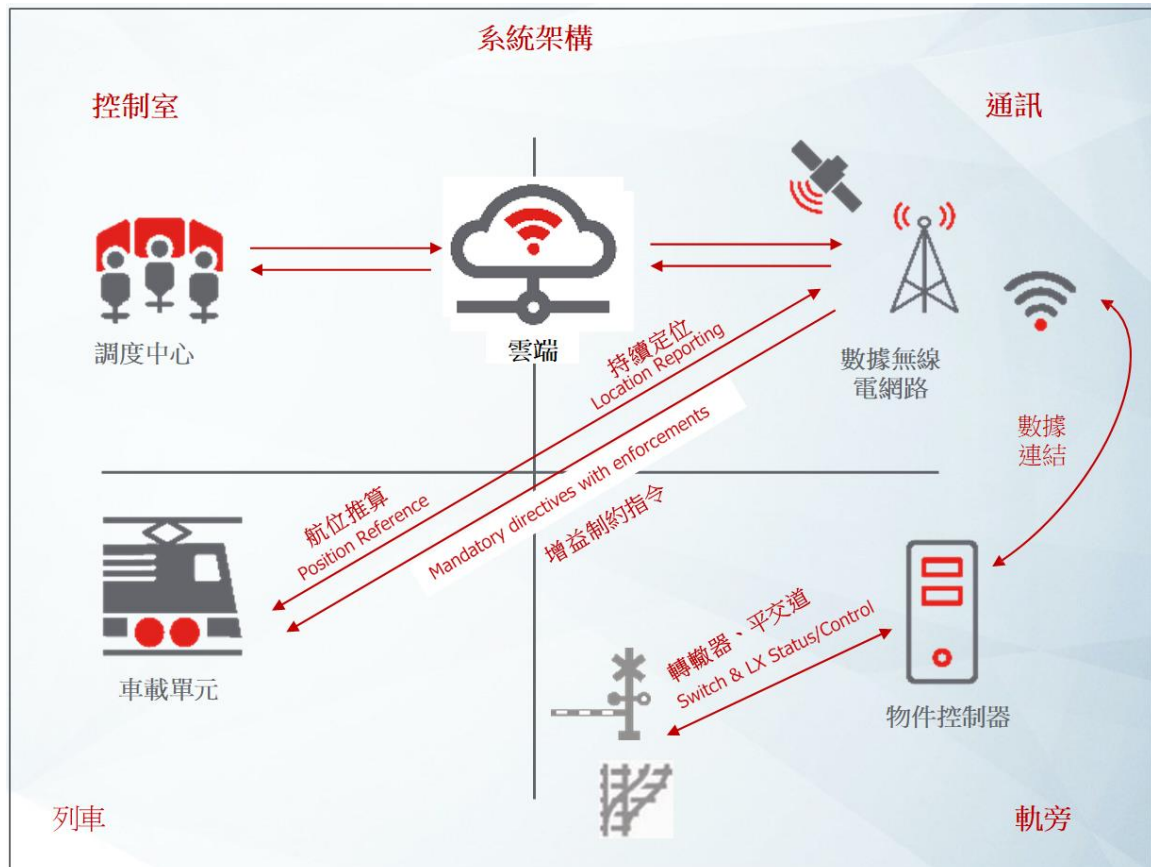 系統架構
控制室
通訊
調度中心
雲端
數據無線
電網路
持續定位
Location Reporting
數據
連結
航位推算
Position Reference
Mandatory directives with enforcements
增益制約指令
車載單元
轉轍器、平交道
Switch & LX Status/Control
物件控制器
列車
軌旁